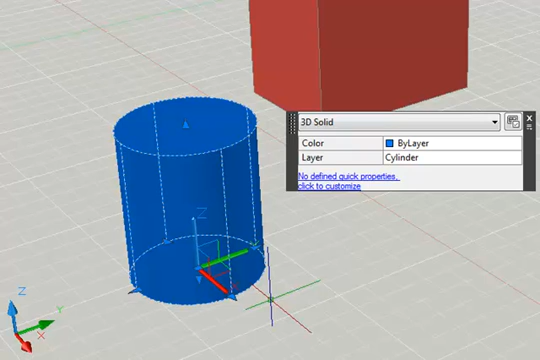 3D Solid
Color ByLayer
Layer Cylinder
No defined quick properties,
click to customize
Z
Z
Y
X